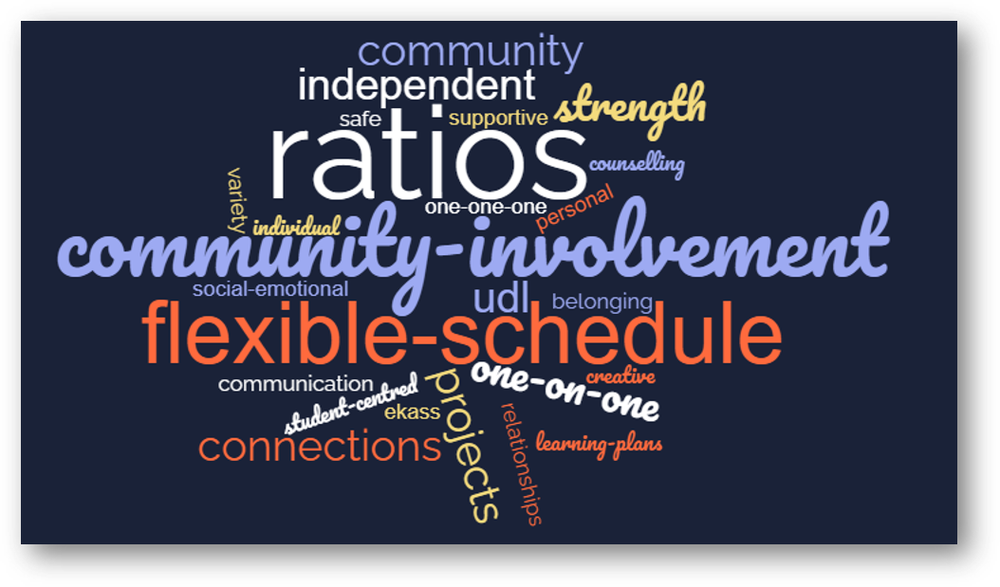 community
independent
strength
safe
supportive
ratios
counselling
variety
one-one-one
personal
individual
community-involvement
social-emotional
udl
belonging
flexible-schedule
communication
student-centred
ekass
projects
one-on-one
creative
connections
relationships
learning-plans